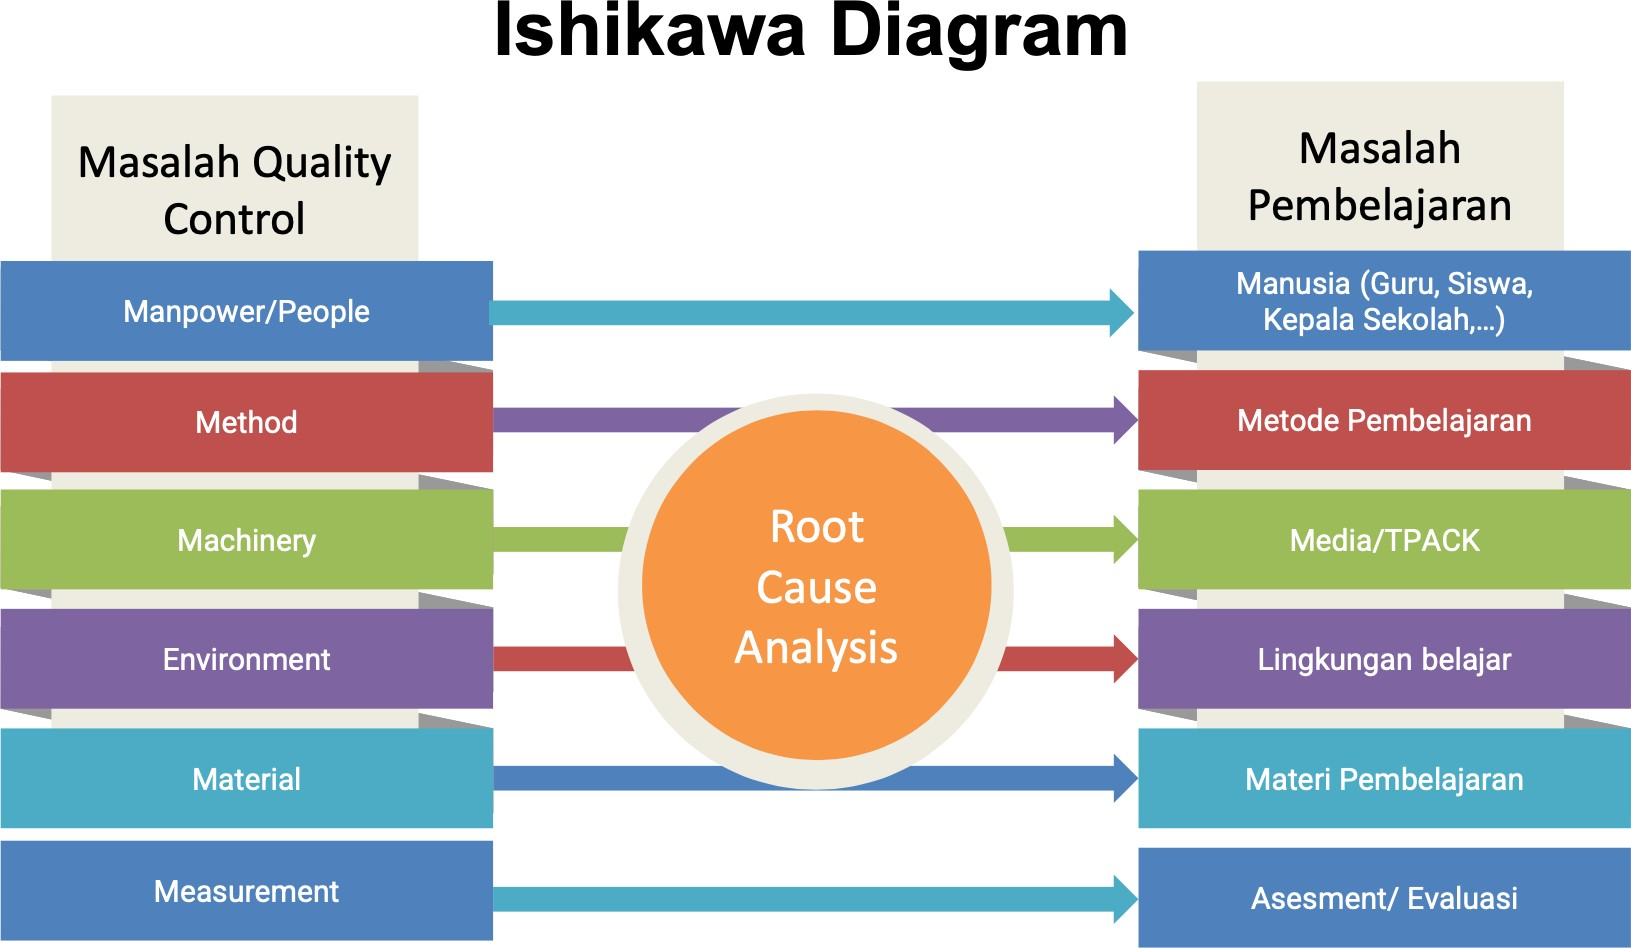 Ishikawa Diagram
Masalah Quality
Control
Manpower/People
Method
Machinery
Environment
Material
Measurement
Root
Cause
Analysis
Masalah
Pembelajaran
Manusia (Guru, Siswa,
Kepala Sekolah,...)
Metode Pembelajaran
Media/TPACK
Lingkungan belajar
Materi Pembelajaran
Asesment/ Evaluasi